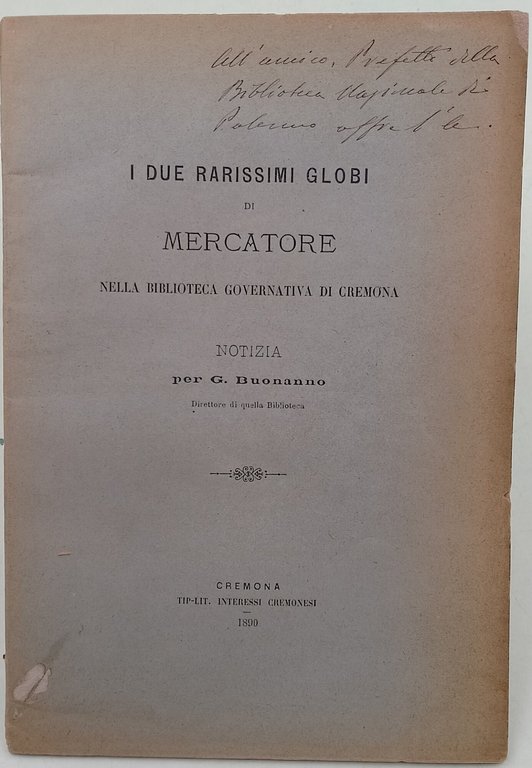 All'amico, Prefetto della
Biblioteca Nazionale di
Palermo offre l'
I DUE RARISSIMI GLOBI
DI
MERCATORE
NELLA BIBLIOTECA GOVERNATIVA DI CREMONA
NOTIZIA
per G. Buonanno
Direttore di quella Biblioteca
CREMONA
TIP-LIT. INTERESSI CREMONESI
1890